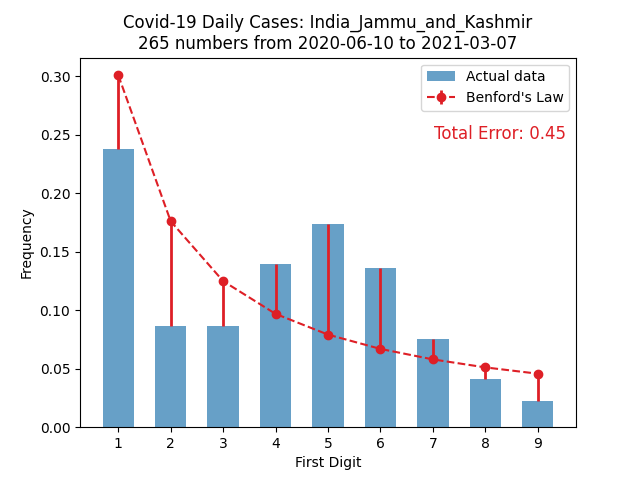 Covid-19 Daily Cases: India_Jammu_and_Kashmir
265 numbers from 2020-06-10 to 2021-03-07
Actual data
Benford's Law
Total Error: 0.45
Frequency
0.30
0.25
0.20
0.15
0.10
0.05
0.00
1 2 3 4 5 6 7 8 9
First Digit